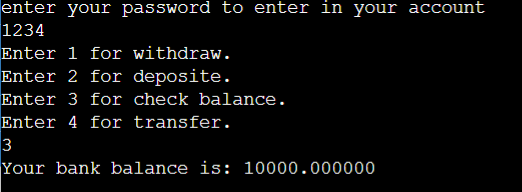 enter your password to enter in your account
1234
Enter 1 for withdraw.
Enter 2 for deposite.
Enter 3 for check balance.
Enter 4 for transfer.
3
Your bank balance is: 10000.000000